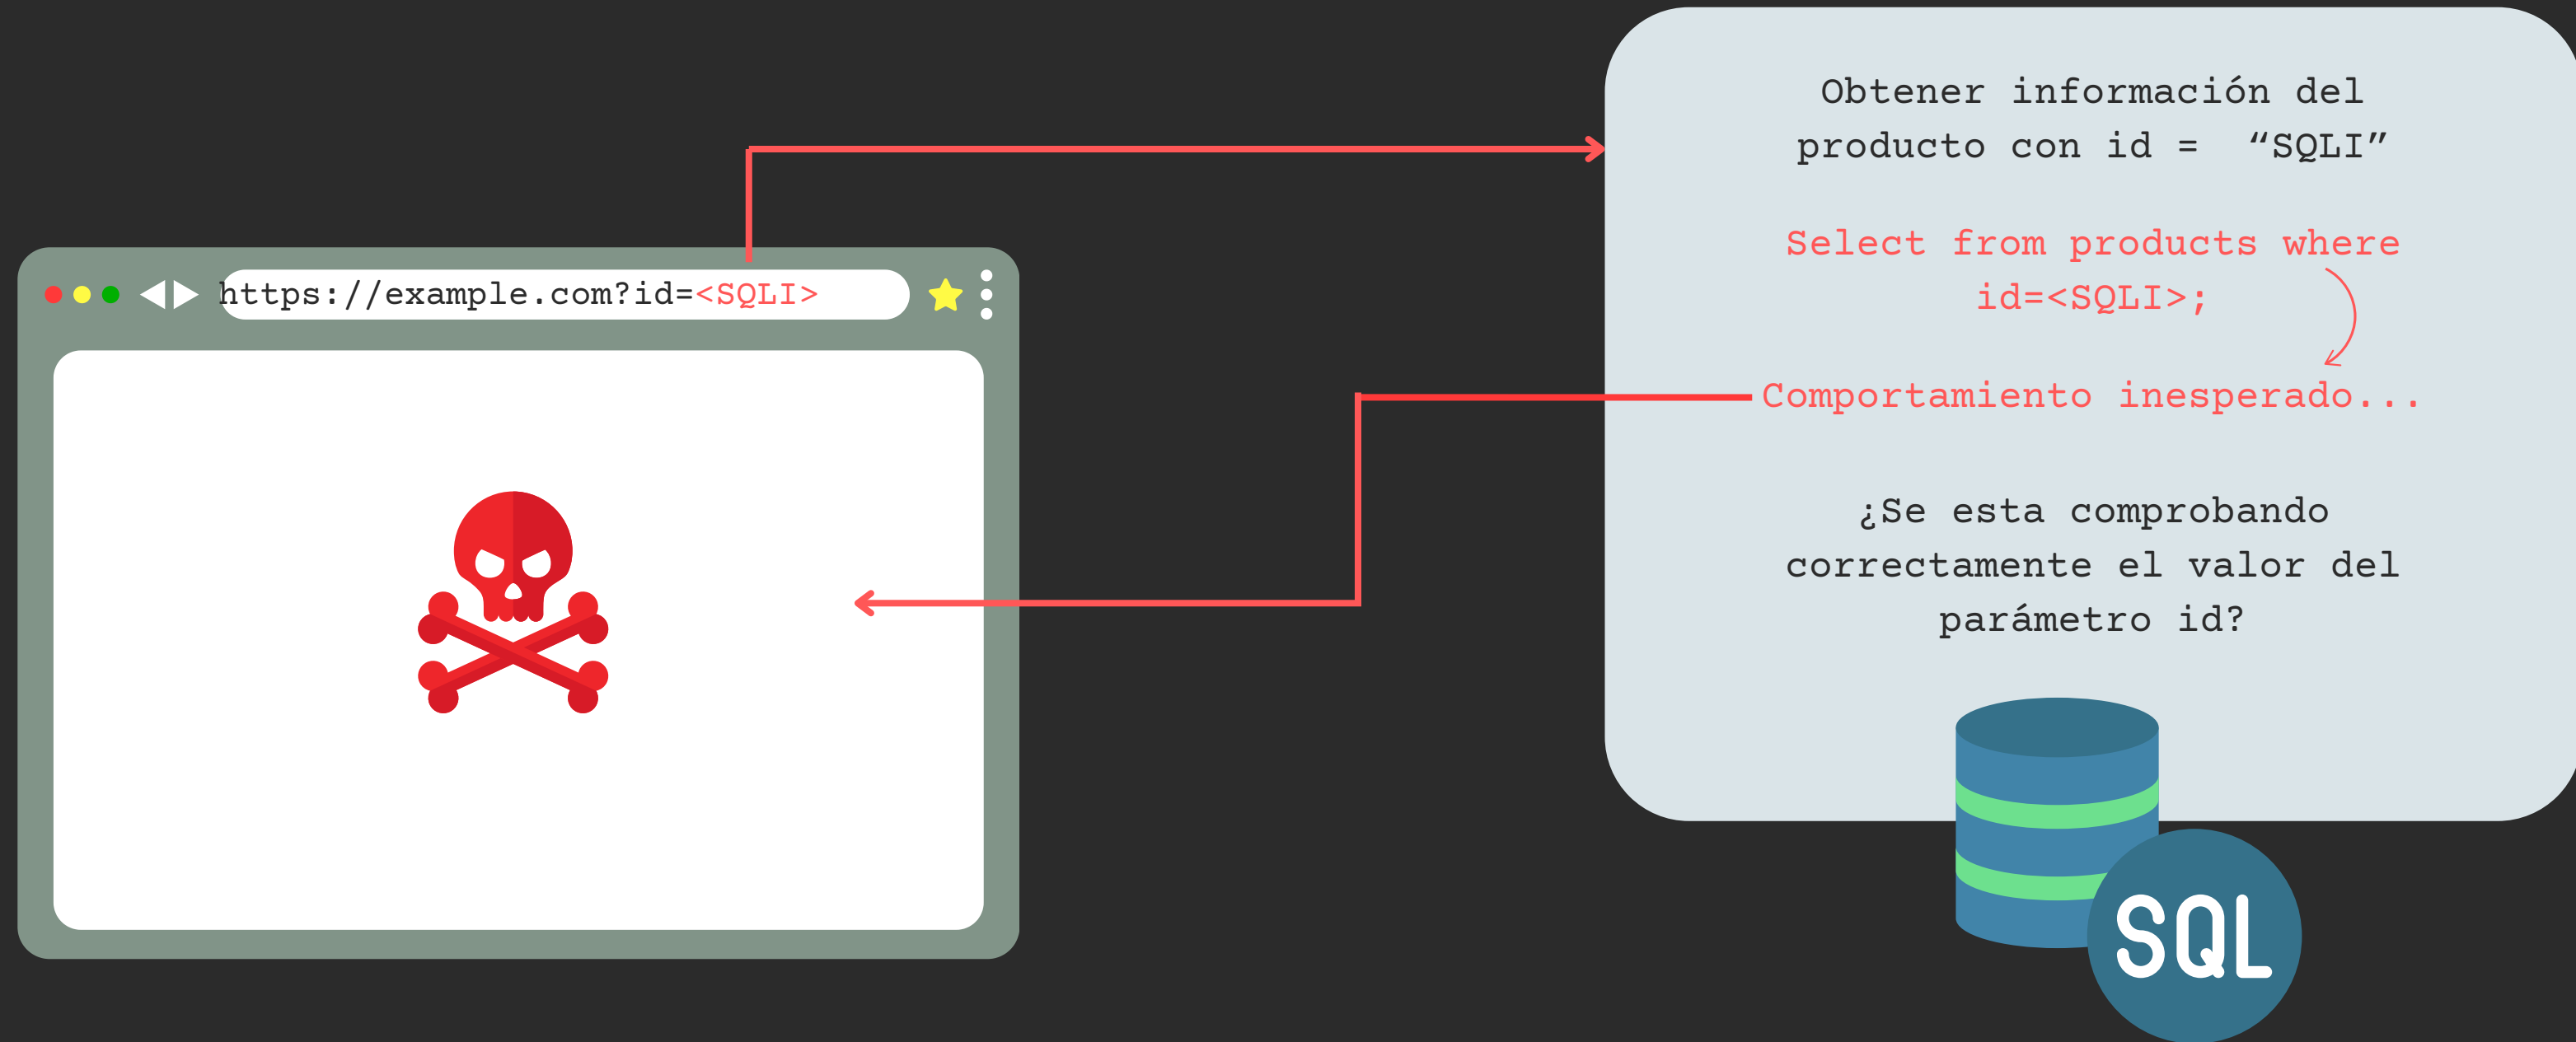 https://example.com?id=<SQLI>
Obtener información del
producto con id =  “SQLI”
Select from products where
id=<SQLI>;
Comportamiento inesperado...
¿Se esta comprobando
correctamente el valor del
parámetro id?
SQL